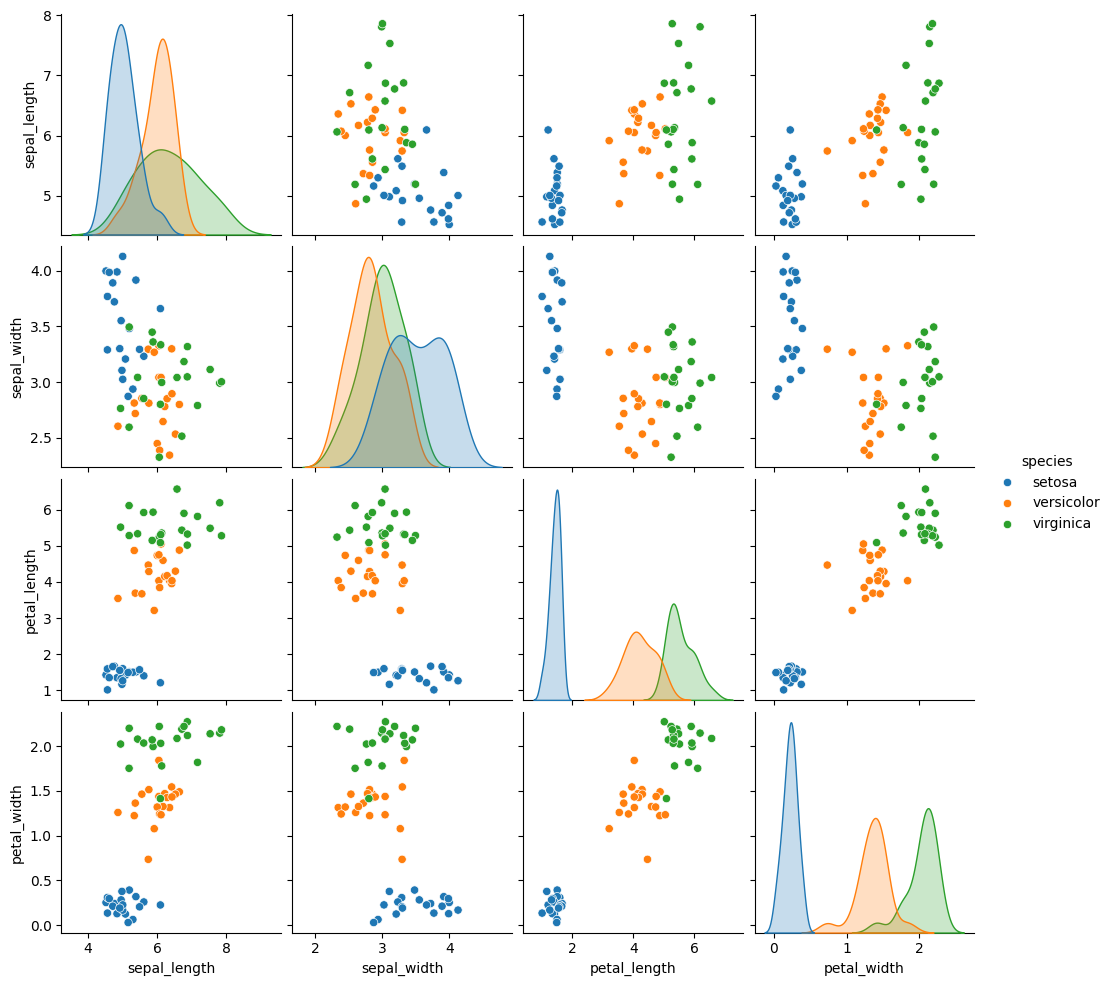 8
7
6
5
sepal_length
4.0
3.5
3.0
2.5
sepal_width
6
5
4
3
2
1
petal_length
2.0
1.5
1.0
0.5
0.0
petal_width
4 6 8
2 3 4
2 4 6
0 1 2
sepal_length
sepal_width
petal_length
petal_width
species
setosa
versicolor
virginica